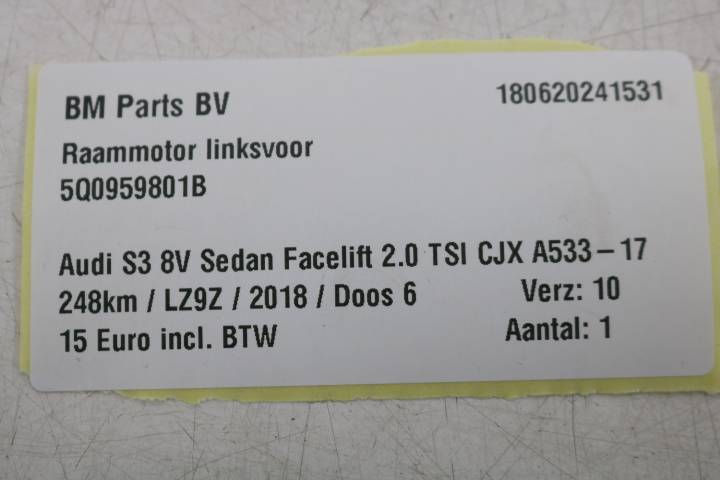 BM Parts BV 180620241531
Raammotor linksvoor
5Q0959801B
Audi S3 8V Sedan Facelift 2.0 TSI CJX A533-17
248km / LZ9Z / 2018 / Doos 6 Verz: 10
15 Euro incl. BTW Aantal: 1